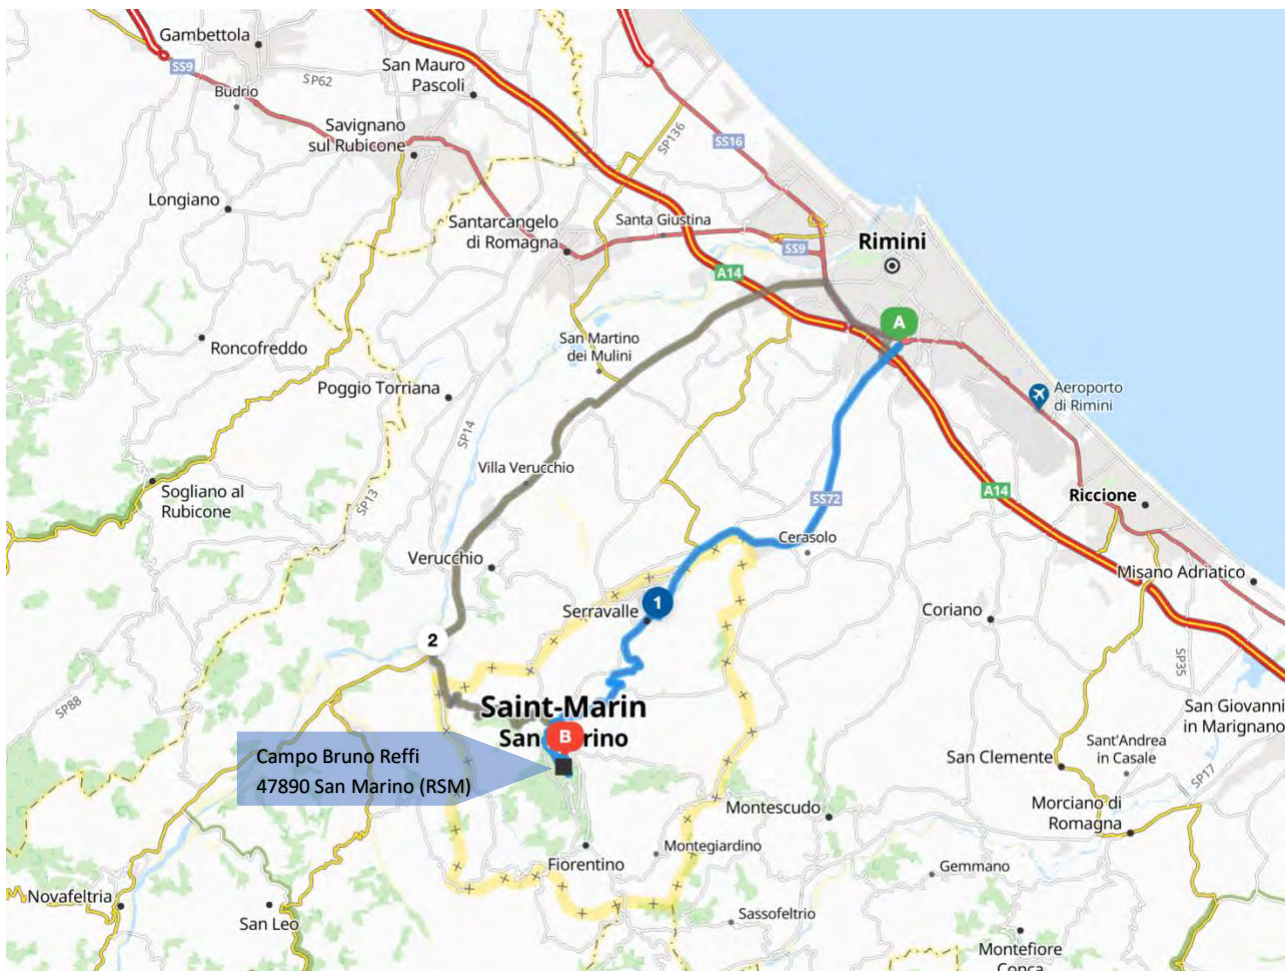 Gambettola
SS9
SP62
San Mauro
Pascoli
Budrio
Savignano
sul Rubicone
SP136
SS16
Longiano
Santarcangelo
di Romagna
Santa Giustina
SS9
Rimini
A14
A
San Martino
dei Mulini
Roncofreddo
Poggio Torriana
Aeroporto
di Rimini
SP14
Villa Verucchio
Sogliano al
Rubicone
SP13
SS72
A14
Riccione
Cerasolo
Verucchio
Misano Adriatico
1
Serravalle
Coriano
2
SP35
SP88
Saint-Marin
San Marino
B
San Giovanni
in Marignano
Campo Bruno Reffi
47890 San Marino (RSM)
San Clemente
Sant'Andrea
in Casale
SP17
Montescudo
Morciano di
Romagna
Fiorentino
Montegiardino
Gemmano
Novafeltria
San Leo
Sassofeltrio
Montefiore
Conca